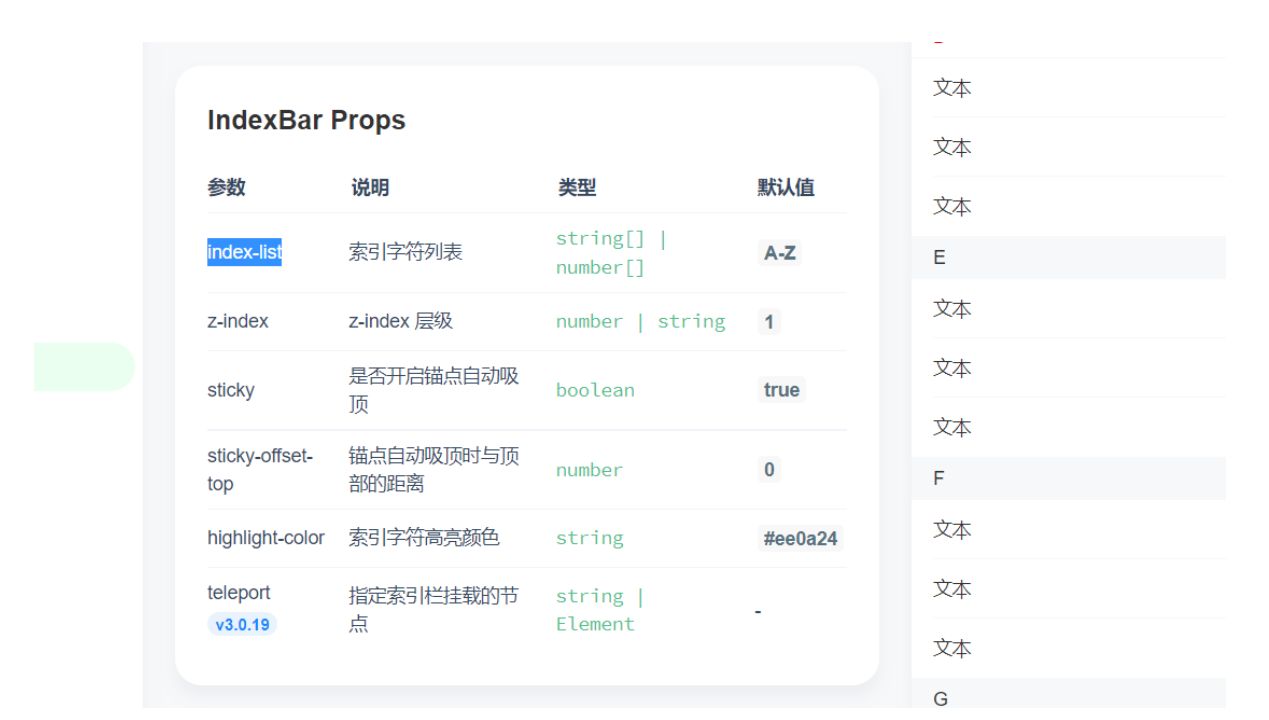 IndexBar Props
参数 说明 类型 默认值
index-list 索引字符列表 string[] | number[] A-Z
z-index z-index 层级 number | string 1
sticky 是否开启锚点自动吸顶 boolean true
sticky-offset-top 锚点自动吸顶时与顶部的距离 number 0
highlight-color 索引字符高亮颜色 string #ee0a24
teleport v3.0.19 指定索引栏挂载的节点 string | Element -
文本
文本
文本
E
文本
文本
文本
F
文本
文本
文本
G